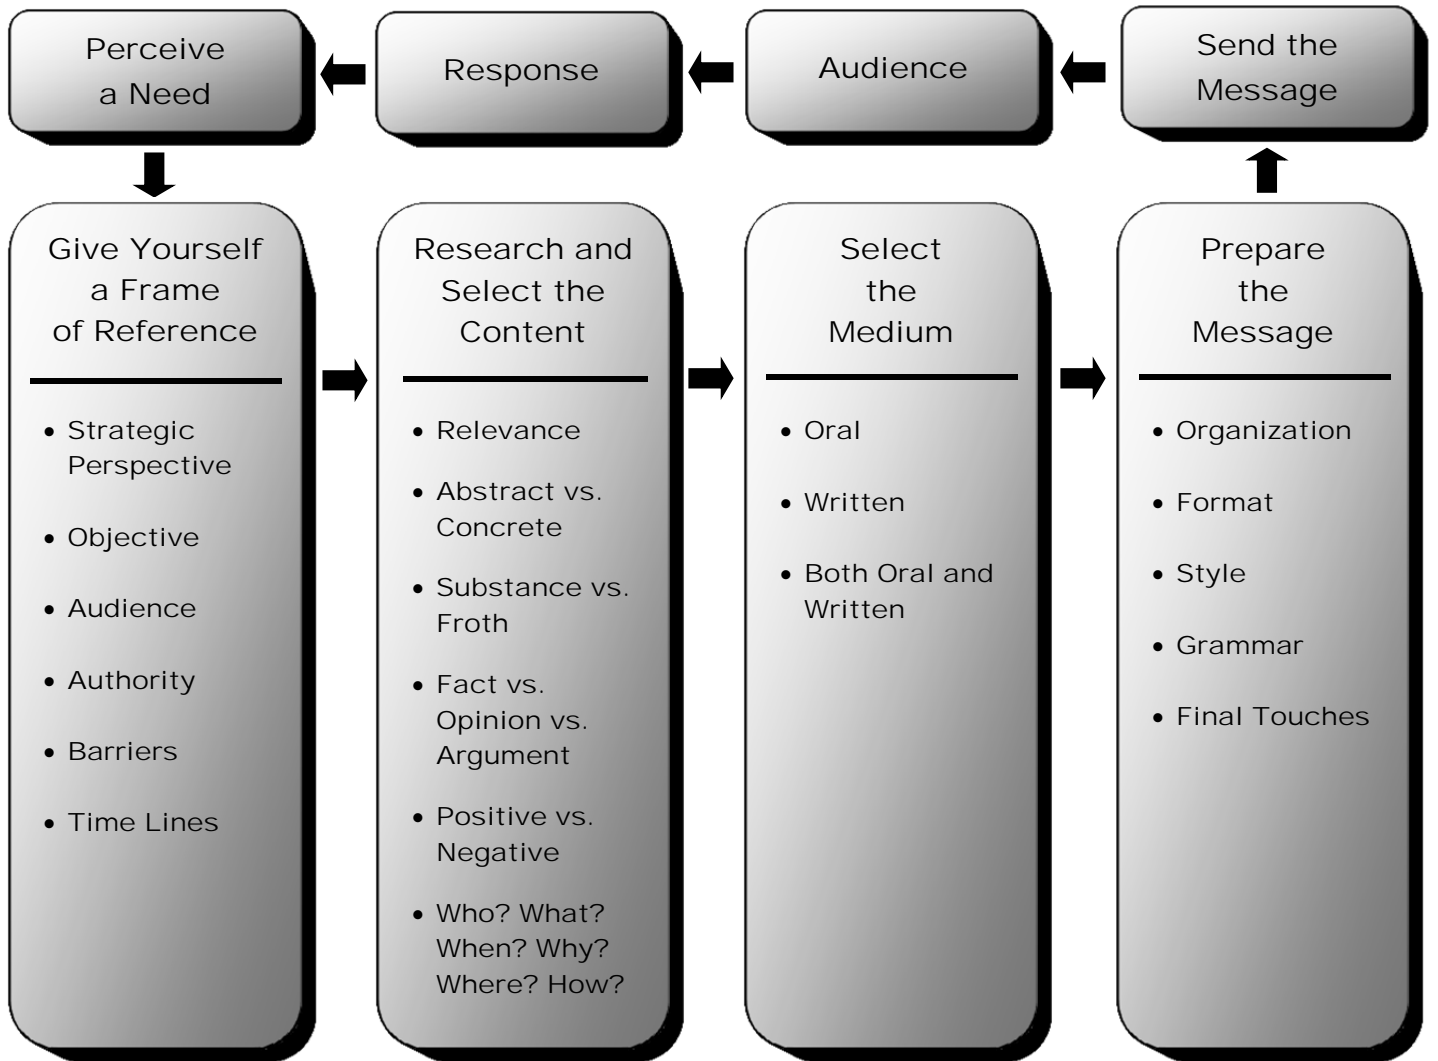 Perceive
a Need
Response
Audience
Send the
Message
Give Yourself
a Frame
of Reference
• Strategic
Perspective
• Objective
• Audience
• Authority
• Barriers
• Time Lines
Research and
Select the
Content
• Relevance
• Abstract vs.
Concrete
• Substance vs.
Froth
• Fact vs.
Opinion vs.
Argument
• Positive vs.
Negative
• Who? What?
When? Why?
Where? How?
Select
the
Medium
• Oral
• Written
• Both Oral and
Written
Prepare
the
Message
• Organization
• Format
• Style
• Grammar
• Final Touches